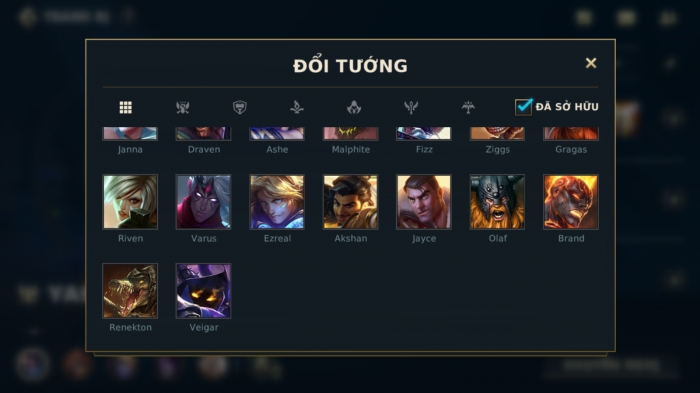 ĐỔI TƯỚNG
ĐÃ SỞ HỮU
Janna Draven Ashe Malphite Fizz Ziggs Gragas
Riven Varus Ezreal Akshan Jayce Olaf Brand
Renekton Veigar